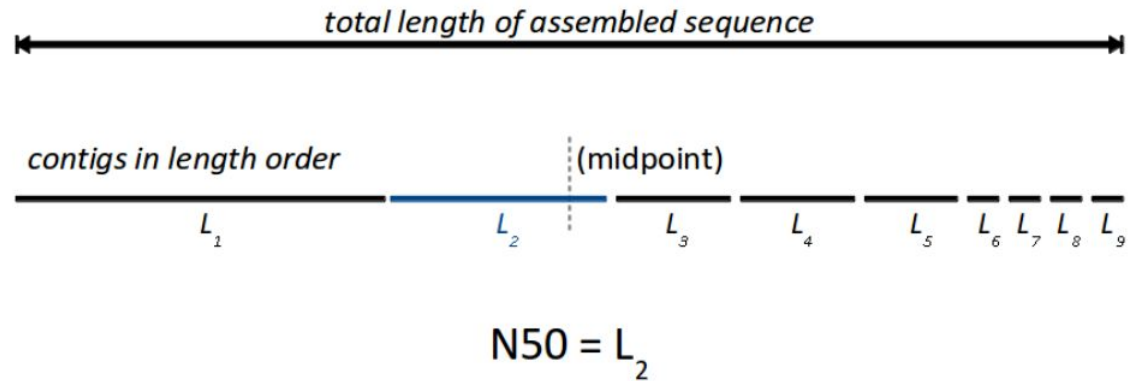 total length of assembled sequence
contigs in length order (midpoint)
L₁ L₂ L₃ L₄ L₅ L₆ L₇ L₈ L₉
N50 = L₂